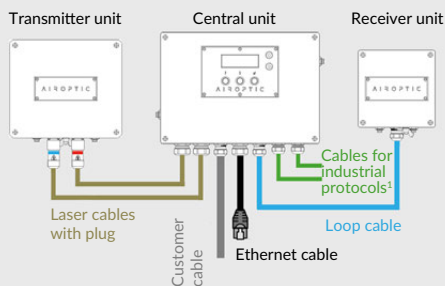 Transmitter unit
Central unit
Receiver unit
AIROPTIC
AIROPTIC
AIROPTIC
Cables for
industrial
protocols¹
Laser cables
with plug
Customer
cable
Ethernet cable
Loop cable